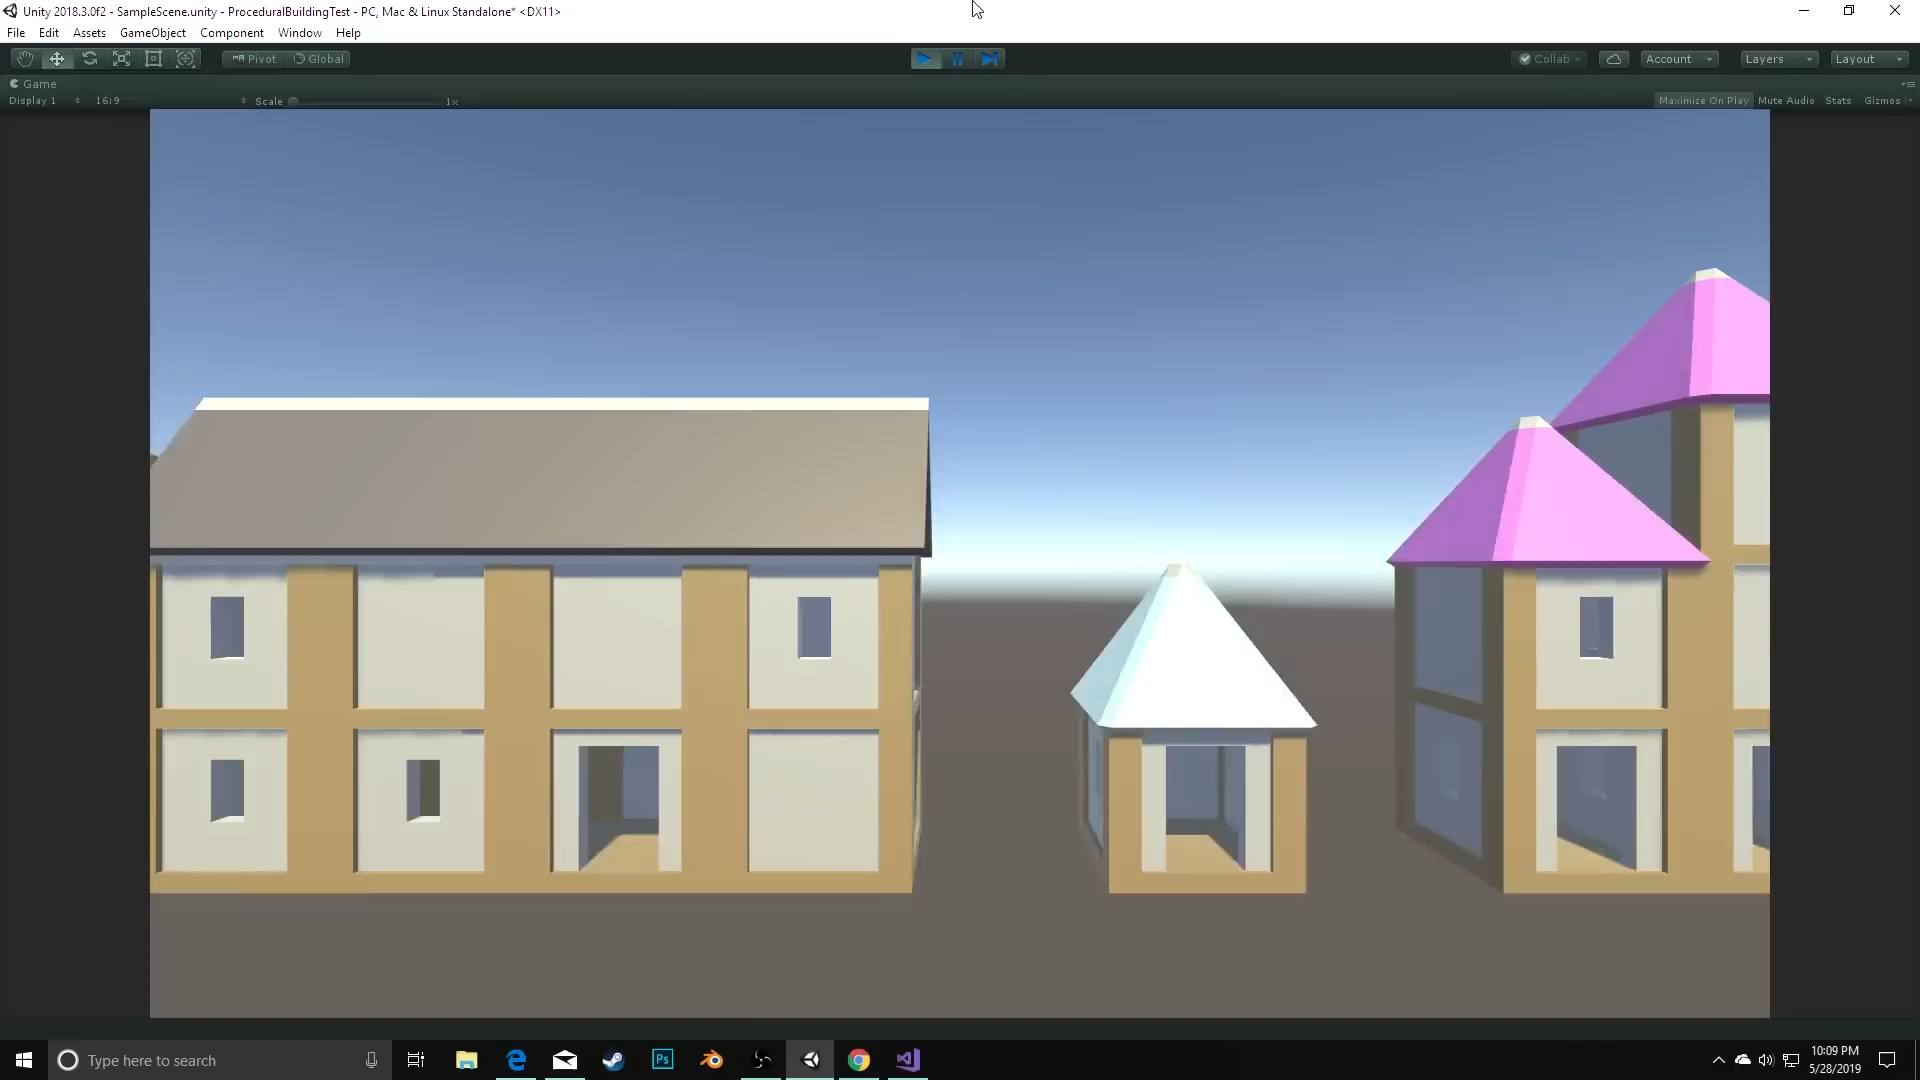 Unity 2018.3.0f2 - SampleScene.unity - ProceduralBuildingTest - PC, Mac & Linux Standalone* <DX11>
File Edit Assets GameObject Component Window Help
Pivot Global Collab Account Layers Layout
Game
Display 1 16:9 Scale 1x Maximize On Play Mute Audio Stats Gizmos
Type here to search
Ps
10:09 PM
5/28/2019